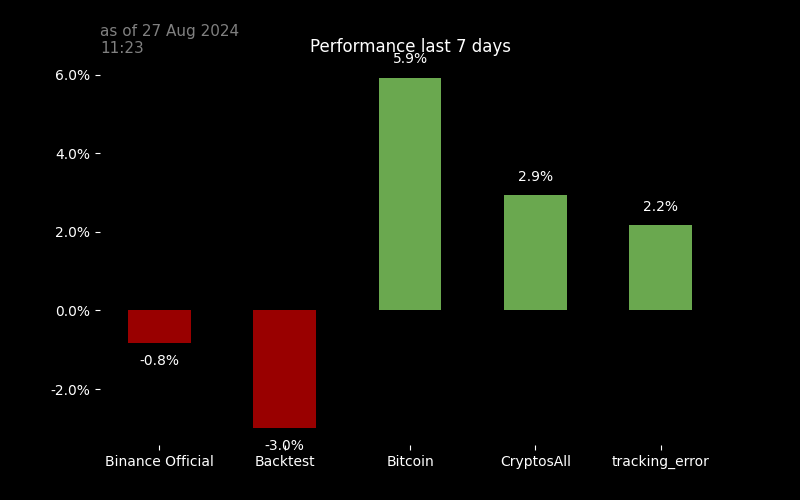 as of 27 Aug 2024
11:23
Performance last 7 days
6.0%
4.0%
2.0%
0.0%
-2.0%
5.9%
2.9%
2.2%
-0.8%
-3.0%
Binance Official
Backtest
Bitcoin
CryptosAll
tracking_error